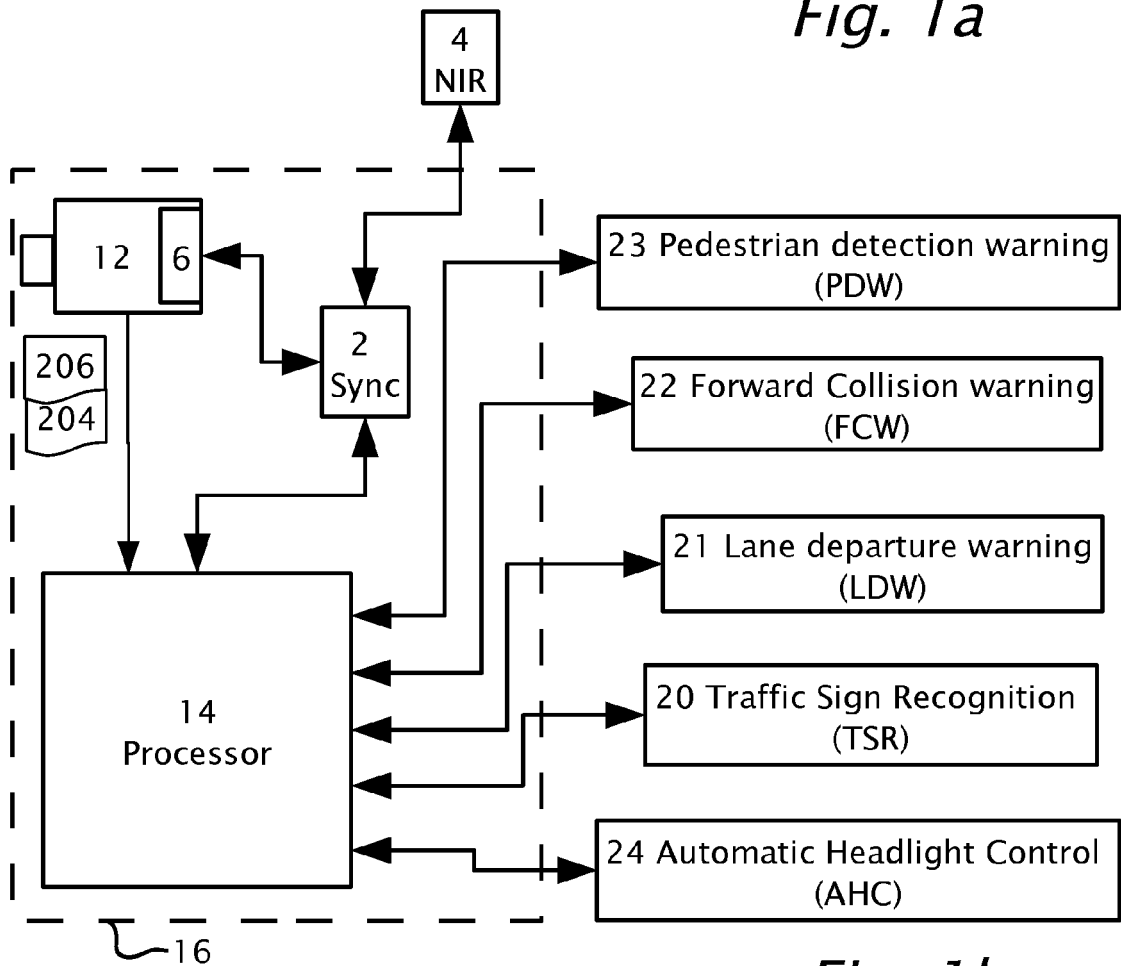 Fig. 1a
4
NIR
12
6
23 Pedestrian detection warning
(PDW)
2
Sync
206
204
22 Forward Collision warning
(FCW)
21 Lane departure warning
(LDW)
14
Processor
20 Traffic Sign Recognition
(TSR)
24 Automatic Headlight Control
(AHC)
16